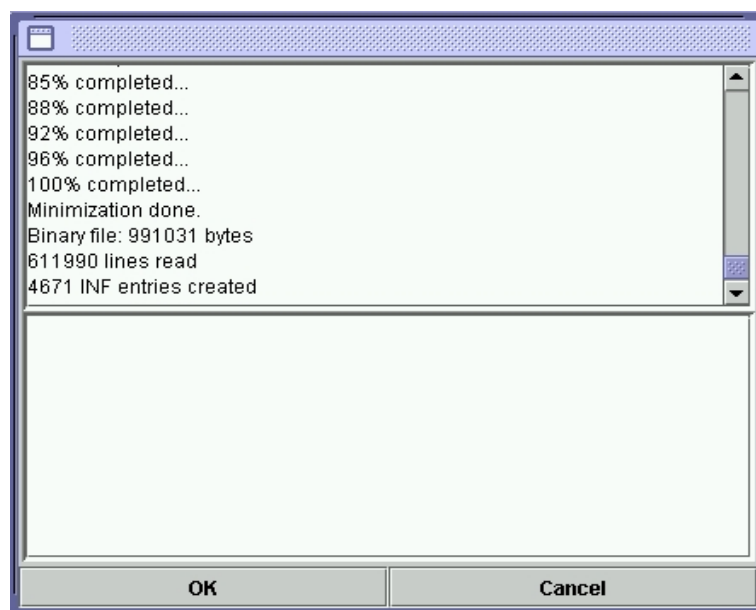 85% completed...
88% completed...
92% completed...
96% completed...
100% completed...
Minimization done.
Binary file: 991031 bytes
611990 lines read
4671 INF entries created
OK
Cancel